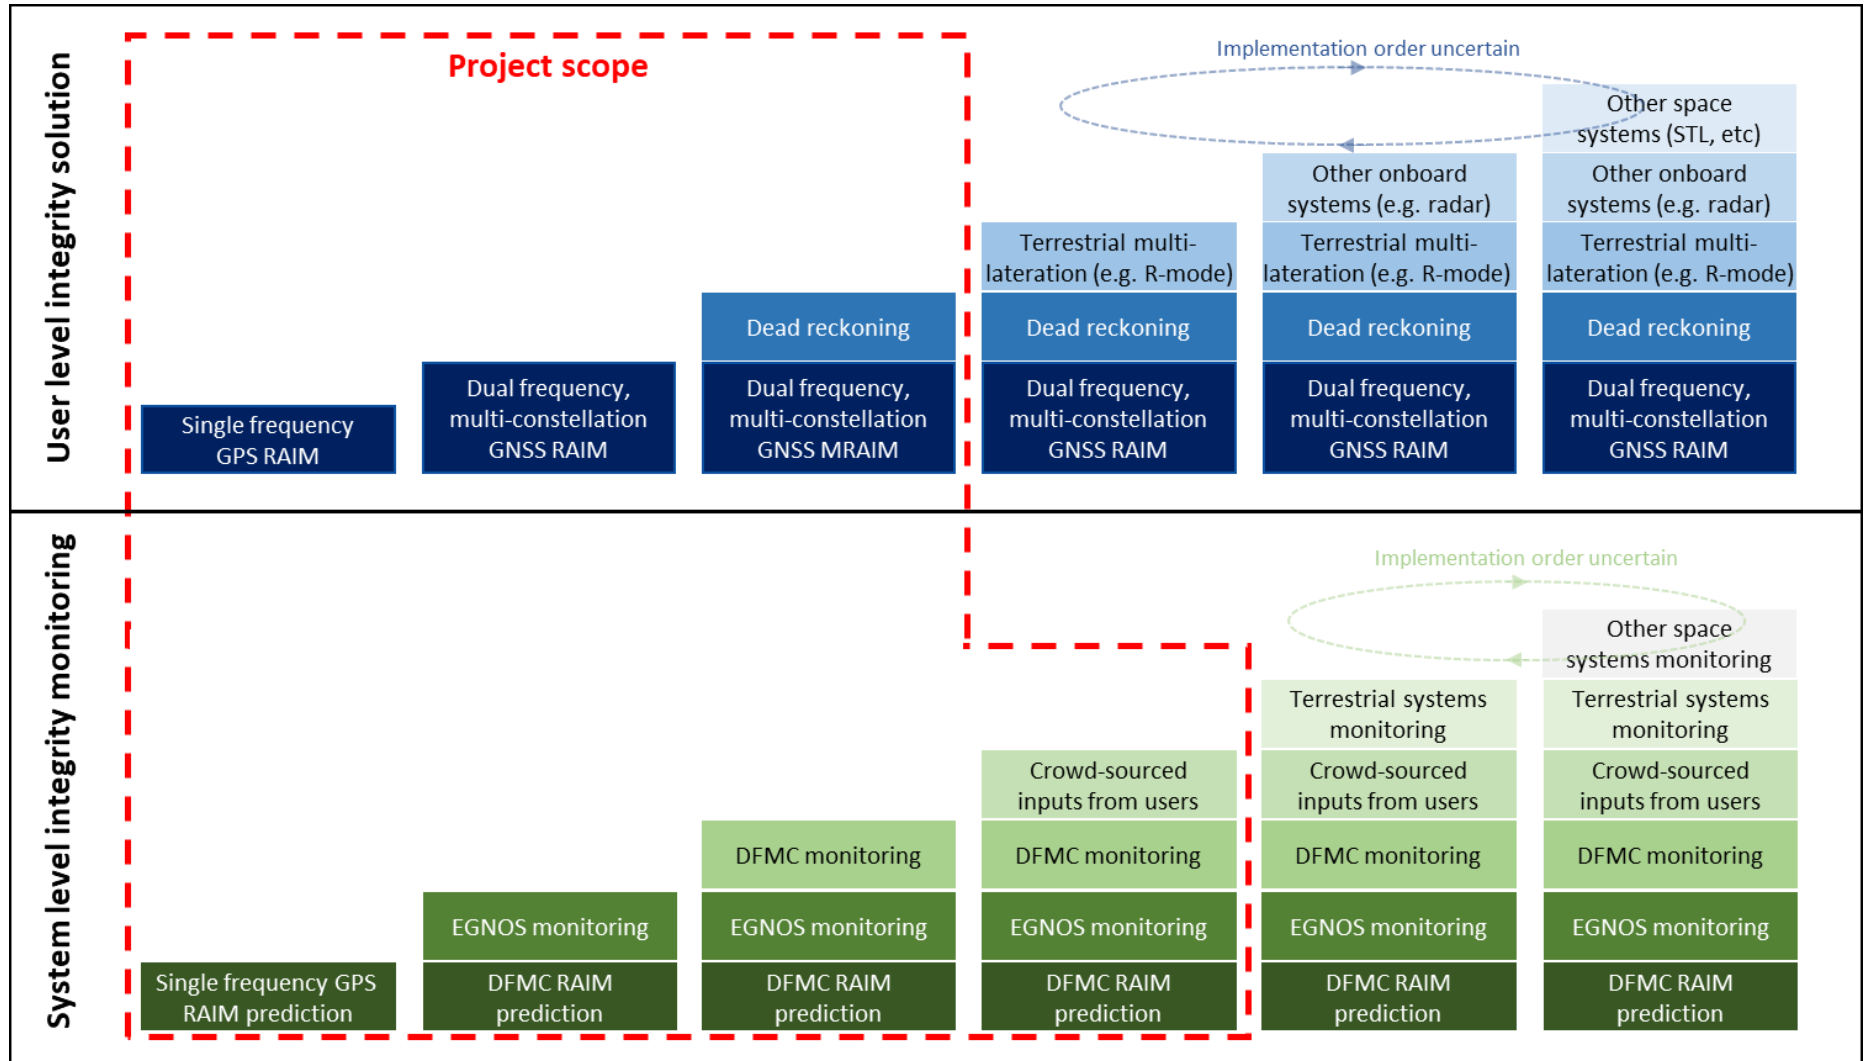 User level integrity solution
Project scope
Implementation order uncertain
Single frequency
GPS RAIM
Dual frequency,
multi-constellation
GNSS RAIM
Dead reckoning
Dual frequency,
multi-constellation
GNSS MRAIM
Terrestrial multi-
lateration (e.g. R-mode)
Dead reckoning
Dual frequency,
multi-constellation
GNSS RAIM
Other onboard
systems (e.g. radar)
Terrestrial multi-
lateration (e.g. R-mode)
Dead reckoning
Dual frequency,
multi-constellation
GNSS RAIM
Other space
systems (STL, etc)
Other onboard
systems (e.g. radar)
Terrestrial multi-
lateration (e.g. R-mode)
Dead reckoning
Dual frequency,
multi-constellation
GNSS RAIM
System level integrity monitoring
Implementation order uncertain
Single frequency GPS
RAIM prediction
EGNOS monitoring
DFMC RAIM
prediction
DFMC monitoring
EGNOS monitoring
DFMC RAIM
prediction
Crowd-sourced
inputs from users
DFMC monitoring
EGNOS monitoring
DFMC RAIM
prediction
Terrestrial systems
monitoring
Crowd-sourced
inputs from users
DFMC monitoring
EGNOS monitoring
DFMC RAIM
prediction
Other space
systems monitoring
Terrestrial systems
monitoring
Crowd-sourced
inputs from users
DFMC monitoring
EGNOS monitoring
DFMC RAIM
prediction